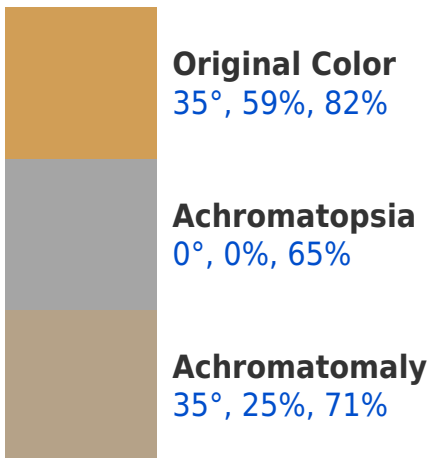 Original Color
35°, 59%, 82%
Achromatopsia
0°, 0%, 65%
Achromatomaly
35°, 25%, 71%